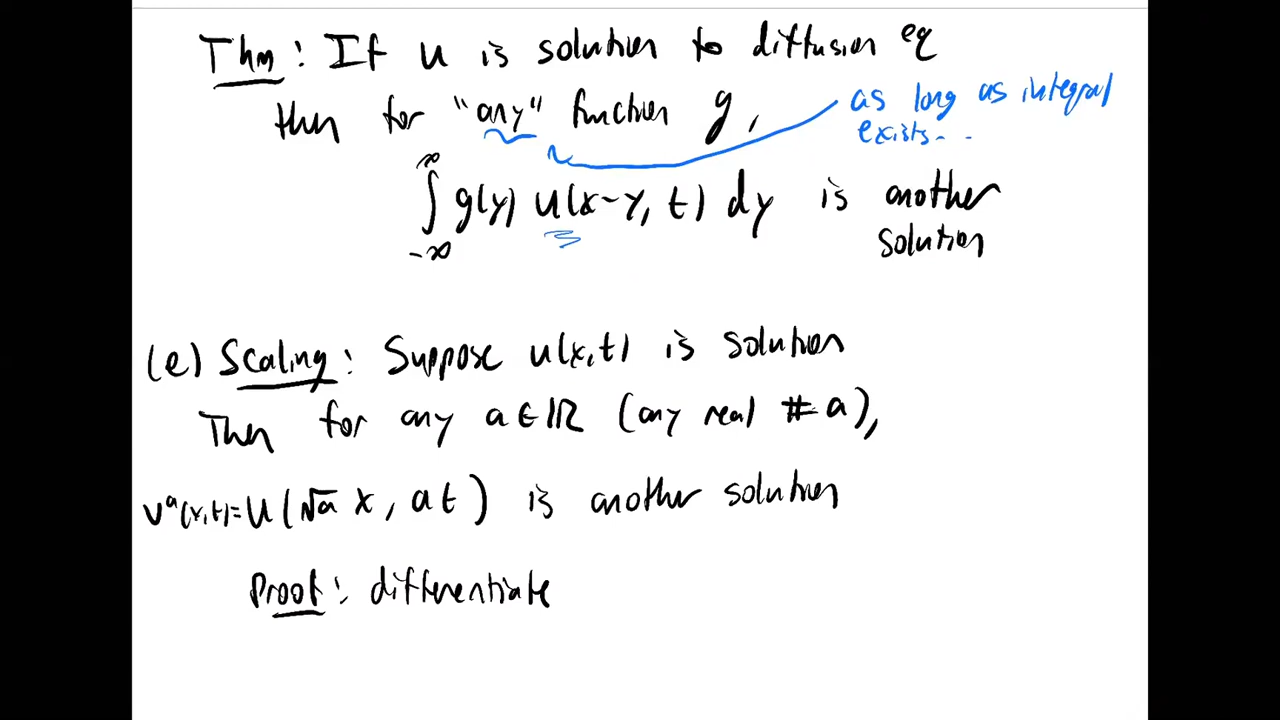 Thm: If u is solution to diffusion eq
then for "any" function g,
as long as integral
exists...
∫_{-∞}^{∞} g(y) u(x-y, t) dy is another
solution
(e) Scaling: Suppose u(x,t) is solution
Then for any a∈ℝ (any real # a),
v^a(x,t)=u(√a x, at) is another solution
Proof: differentiate